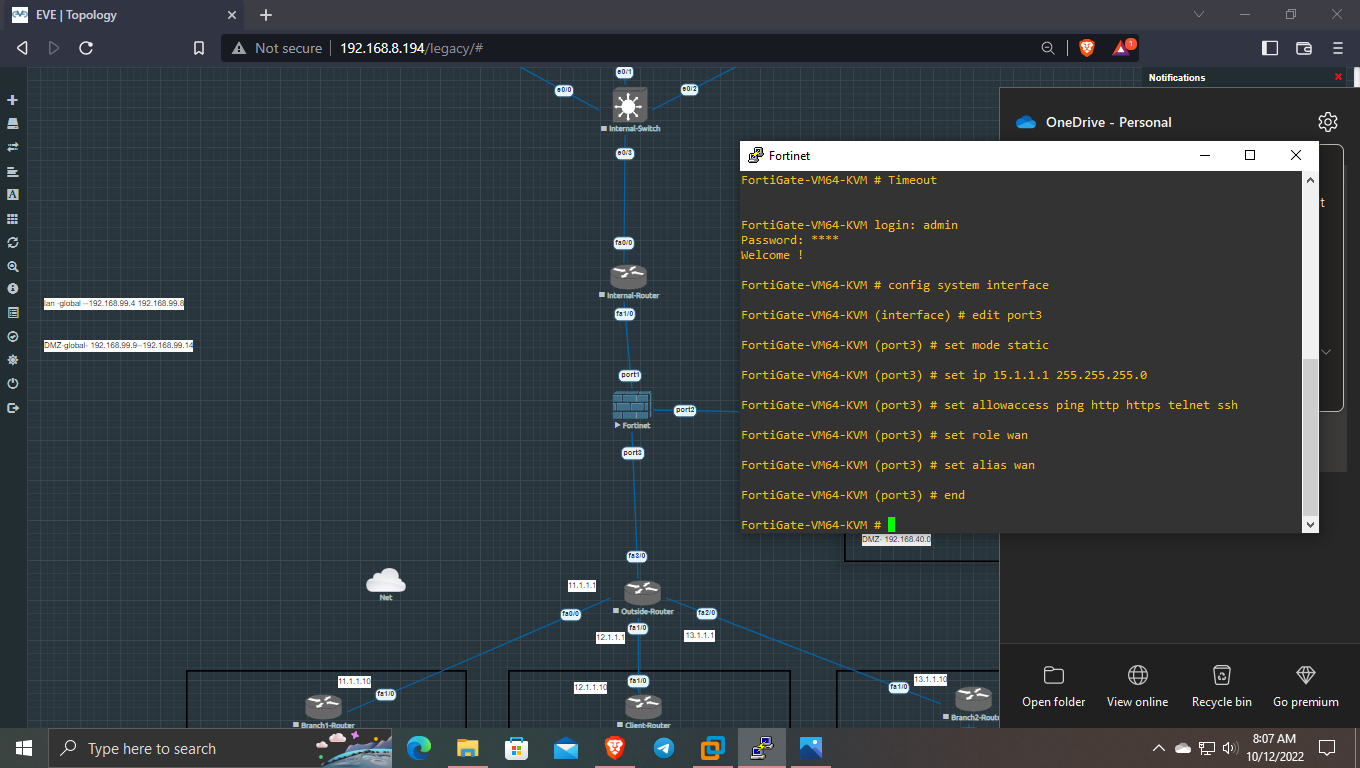 EVE | Topology
Not secure
192.168.8.194/legacy/#
1
Notifications
OneDrive - Personal
e0/1
e0/0
e0/2
Internal-Switch
e0/3
fa0/0
Internal-Router
fa1/0
lan -global --192.168.99.4 192.168.99.8
DMZ-global- 192.168.99.9--192.168.99.14
port1
port2
Fortinet
port3
Fortinet
FortiGate-VM64-KVM # Timeout
FortiGate-VM64-KVM login: admin
Password: ****
Welcome !
FortiGate-VM64-KVM # config system interface
FortiGate-VM64-KVM (interface) # edit port3
FortiGate-VM64-KVM (port3) # set mode static
FortiGate-VM64-KVM (port3) # set ip 15.1.1.1 255.255.255.0
FortiGate-VM64-KVM (port3) # set allowaccess ping http https telnet ssh
FortiGate-VM64-KVM (port3) # set role wan
FortiGate-VM64-KVM (port3) # set alias wan
FortiGate-VM64-KVM (port3) # end
FortiGate-VM64-KVM #
DMZ- 192.168.40.0
fa3/0
Net
11.1.1.1
Outside-Router
fa0/0
fa2/0
12.1.1.1
fa1/0
13.1.1.1
11.1.1.10
fa1/0
12.1.1.10
fa1/0
13.1.1.10
fa1/0
Branch1-Router
Client-Router
Branch2-Rout
Open folder
View online
Recycle bin
Go premium
Type here to search
8:07 AM
10/12/2022